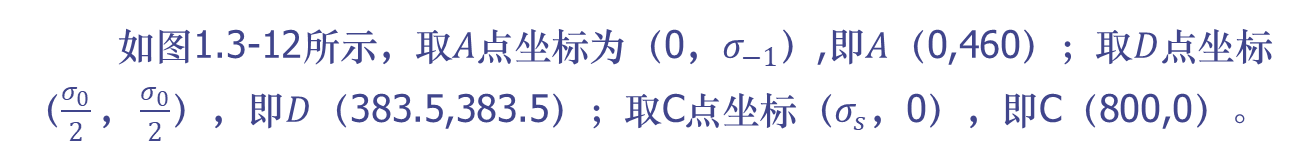 如图1.3-12所示，取A点坐标为（0，σ₋₁）,即A（0,460）；取D点坐标
（σ₀/2，σ₀/2），即D（383.5,383.5）；取C点坐标（σₛ，0），即C（800,0）。